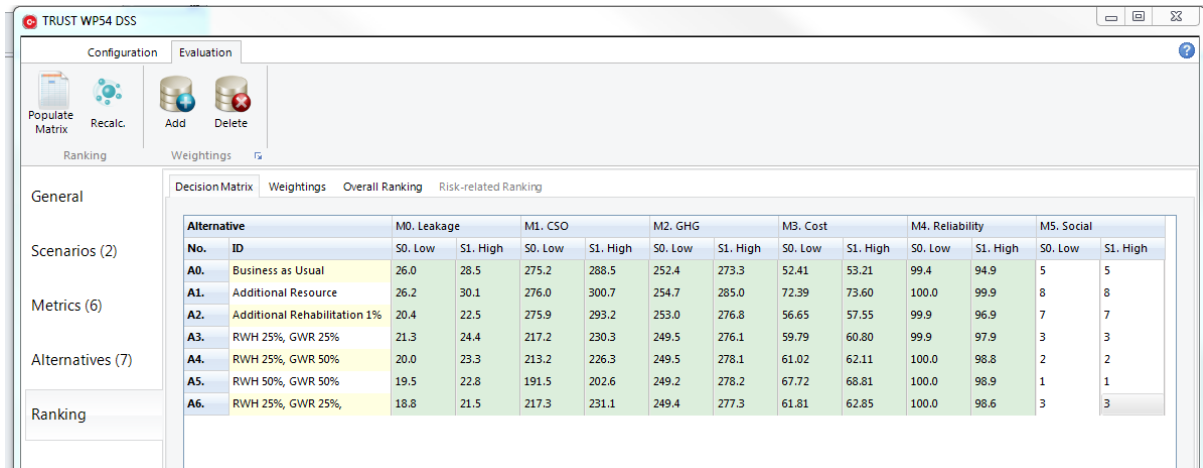 TRUST WP54 DSS
Configuration Evaluation
Populate Matrix Recalc. Add Delete
Ranking Weightings
General
Scenarios (2)
Metrics (6)
Alternatives (7)
Ranking
Decision Matrix Weightings Overall Ranking Risk-related Ranking
Alternative M0. Leakage M1. CSO M2. GHG M3. Cost M4. Reliability M5. Social
No. ID S0. Low S1. High S0. Low S1. High S0. Low S1. High S0. Low S1. High S0. Low S1. High S0. Low S1. High
A0. Business as Usual 26.0 28.5 275.2 288.5 252.4 273.3 52.41 53.21 99.4 94.9 5 5
A1. Additional Resource 26.2 30.1 276.0 300.7 254.7 285.0 72.39 73.60 100.0 99.9 8 8
A2. Additional Rehabilitation 1% 20.4 22.5 275.9 293.2 253.0 276.8 56.65 57.55 99.9 96.9 7 7
A3. RWH 25%, GWR 25% 21.3 24.4 217.2 230.3 249.5 276.1 59.79 60.80 99.9 97.9 3 3
A4. RWH 25%, GWR 50% 20.0 23.3 213.2 226.3 249.5 278.1 61.02 62.11 100.0 98.8 2 2
A5. RWH 50%, GWR 50% 19.5 22.8 191.5 202.6 249.2 278.2 67.72 68.81 100.0 98.9 1 1
A6. RWH 25%, GWR 25%, 18.8 21.5 217.3 231.1 249.4 277.3 61.81 62.85 100.0 98.6 3 3